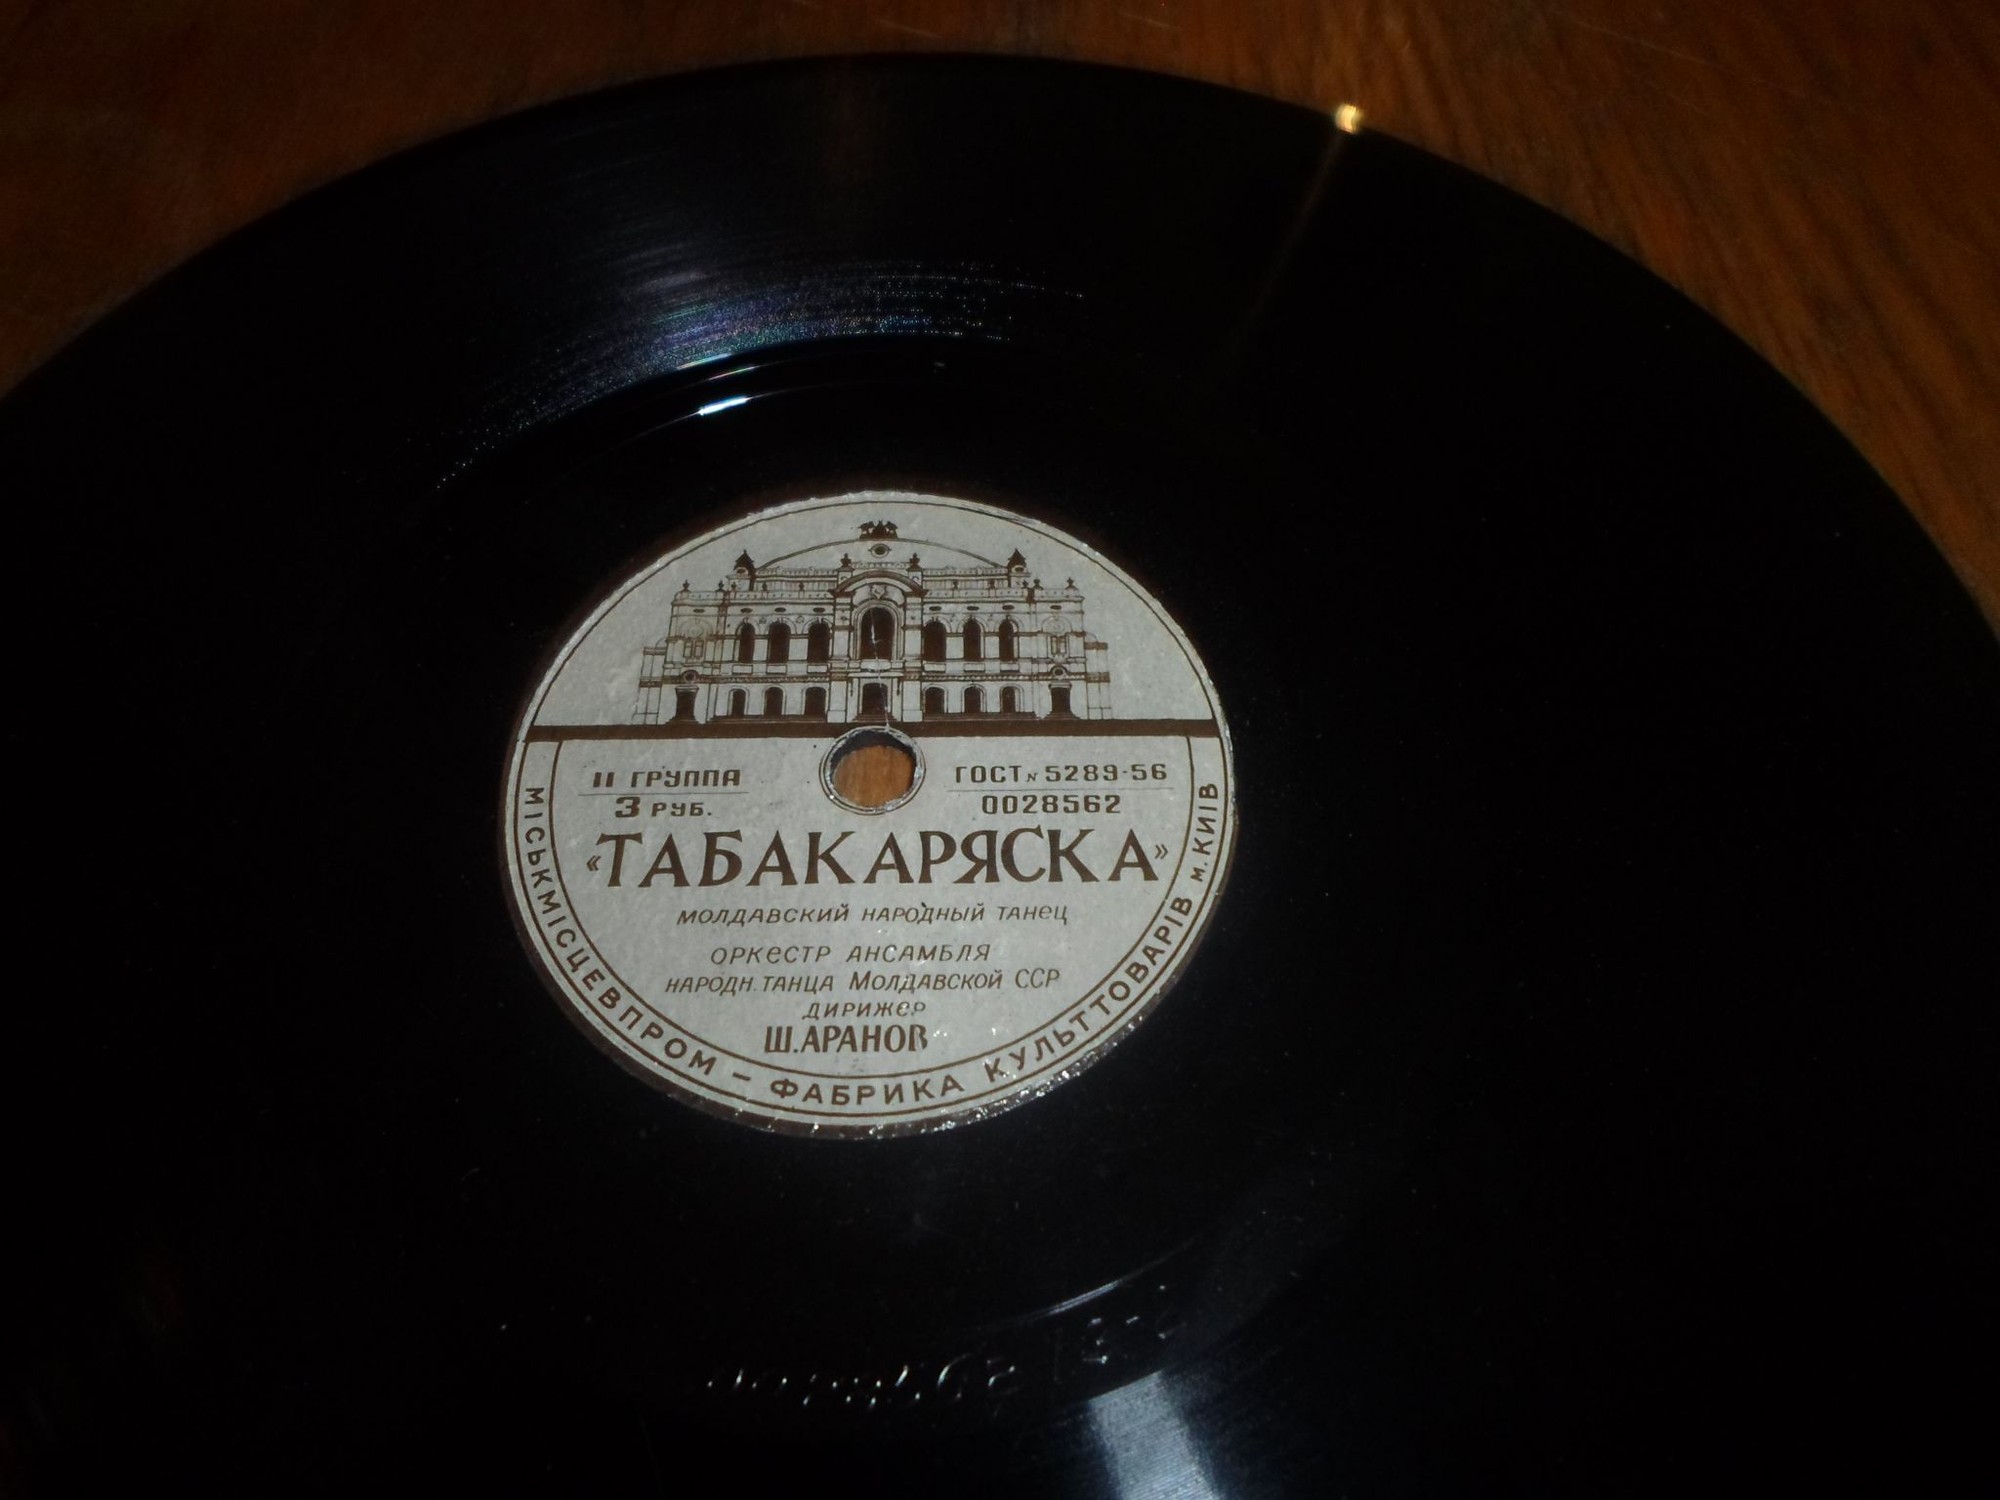 II ГРУППА
3 РУБ.
ГОСТ N 5289-56
0028562
«ТАБАКАРЯСКА»
МОЛДАВСКИЙ НАРОДНЫЙ ТАНЕЦ
ОРКЕСТР АНСАМБЛЯ
НАРОДН. ТАНЦА МОЛДАВСКОЙ ССР
ДИРИЖЕР
Ш. АРАНОВ
МІСЬКМІСЦЕВПРОМ – ФАБРИКА КУЛЬТТОВАРІВ м. КИЇВ